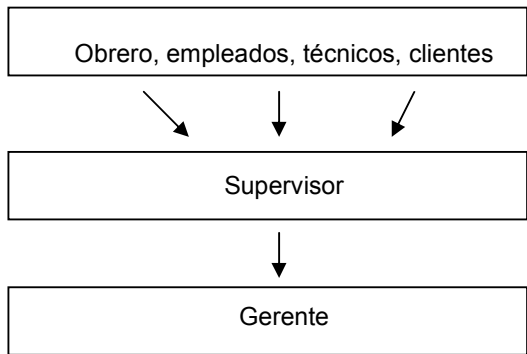 Obrero, empleados, técnicos, clientes
Supervisor
Gerente